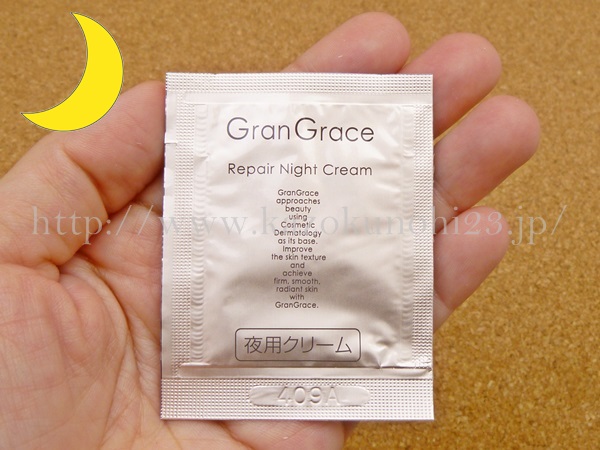 GranGrace
Repair Night Cream
GranGrace
approaches
beauty
using
Cosmetic
Dermatology
as its base.
Improve
the skin texture
and
achieve
firm, smooth,
radiant skin
with
GranGrace.
夜用クリーム
409A